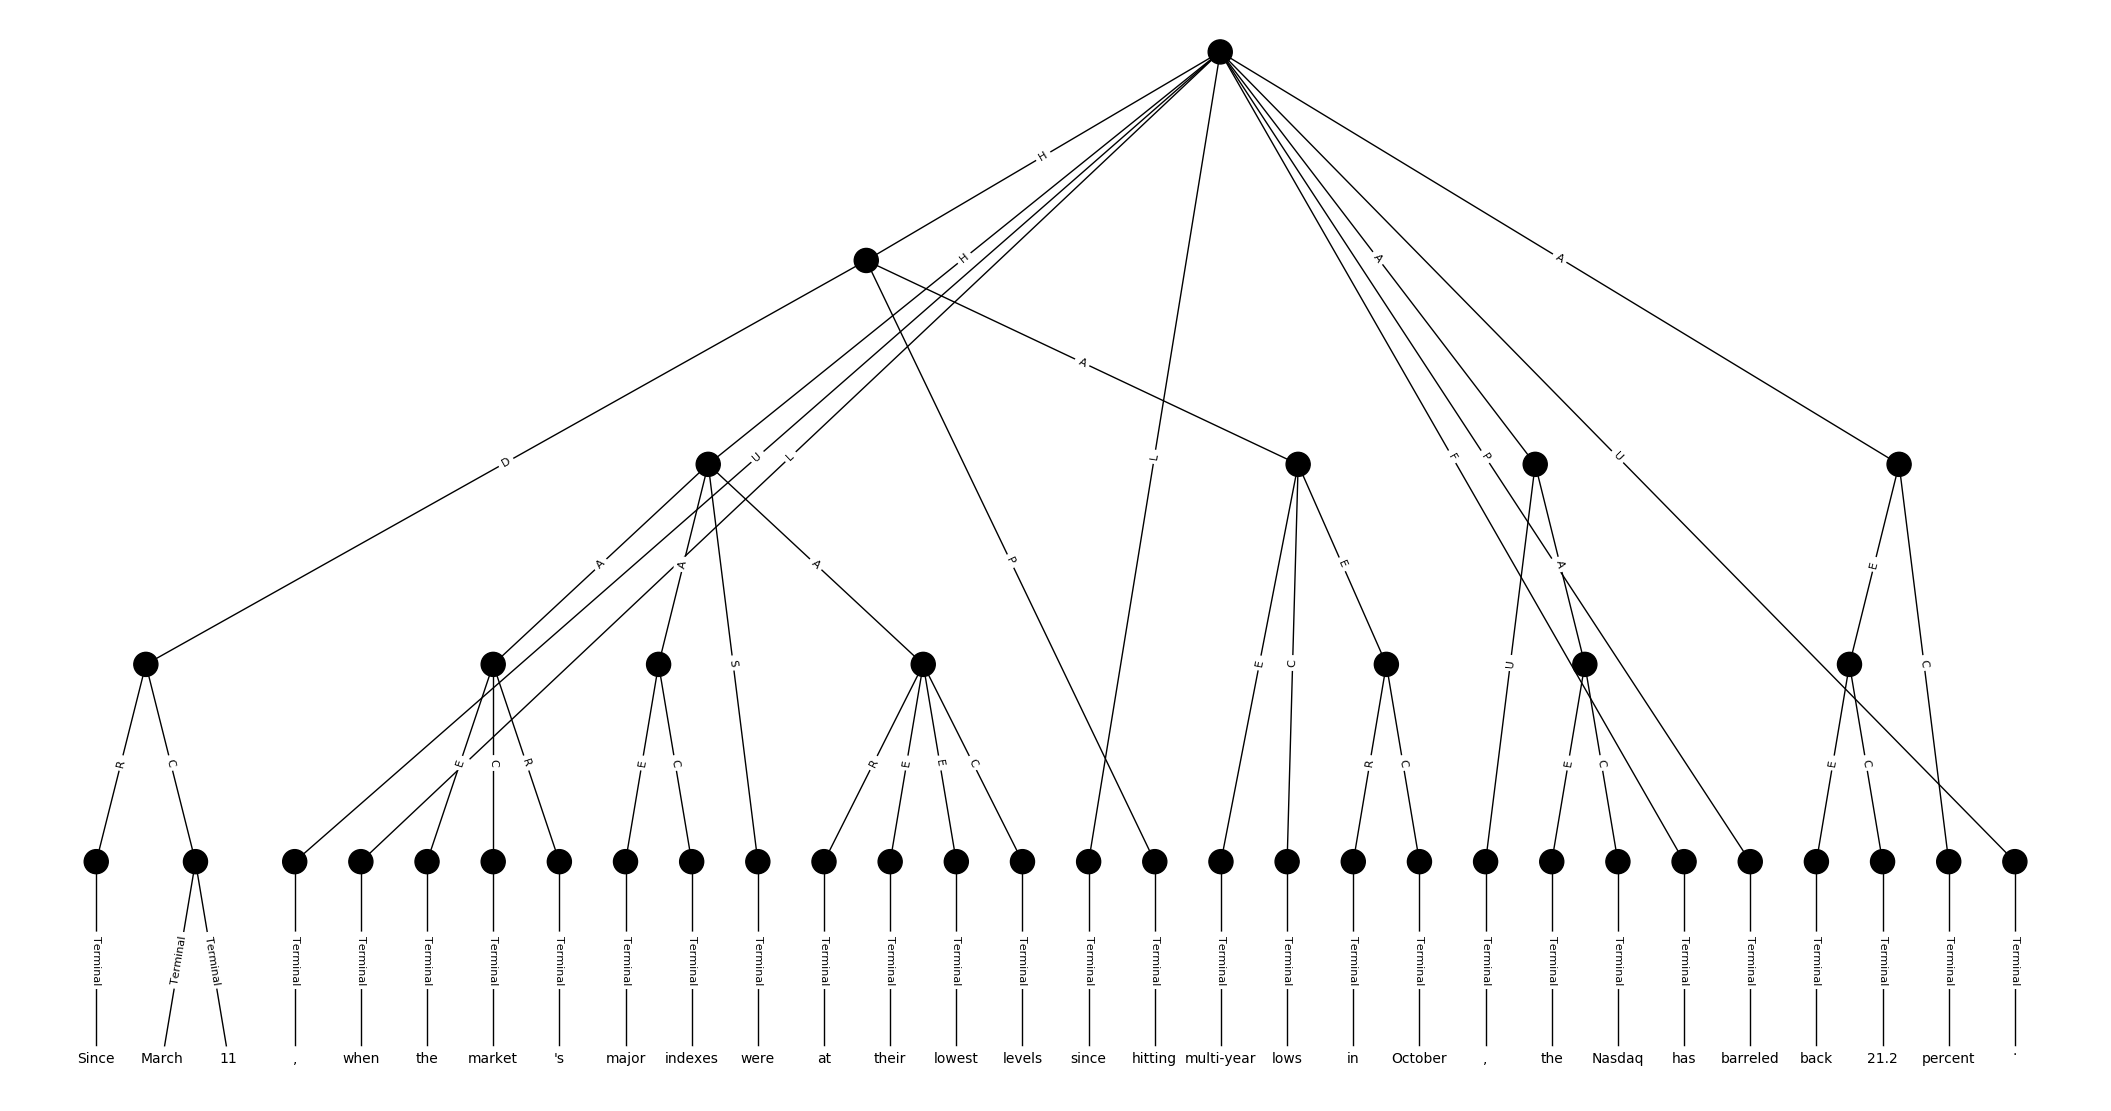 H
H
A
A
A
D
U
L
L
F
P
U
A
A
A
P
E
A
E
S
E
C
U
C
R
C
E
C
R
E
C
R
E
E
C
R
C
E
C
E
C
Terminal Terminal Terminal Terminal Terminal Terminal Terminal Terminal Terminal Terminal Terminal Terminal Terminal Terminal Terminal Terminal Terminal Terminal Terminal Terminal Terminal Terminal Terminal Terminal Terminal Terminal Terminal Terminal Terminal Terminal
Since March 11 , when the market 's major indexes were at their lowest levels since hitting multi-year lows in October , the Nasdaq has barreled back 21.2 percent .